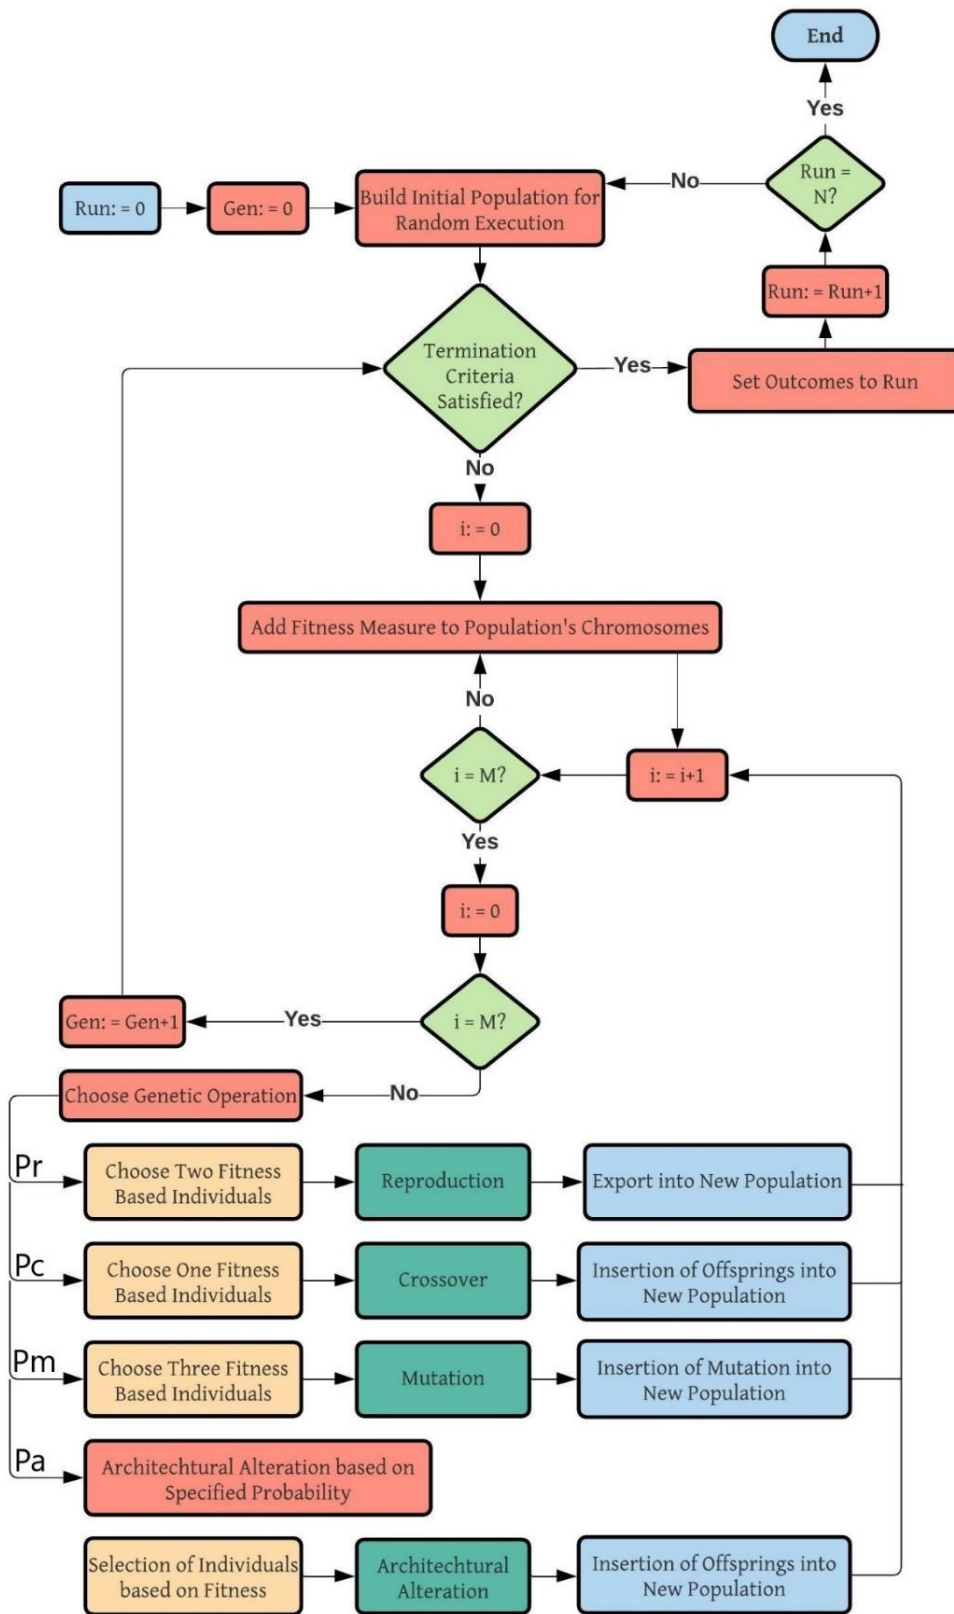 End
Yes
Run =
N?
No
Run: = 0
Gen: = 0
Build Initial Population for
Random Execution
Run: = Run+1
Termination
Criteria
Satisfied?
Yes
Set Outcomes to Run
No
i: = 0
Add Fitness Measure to Population's Chromosomes
No
i = M?
i: = i+1
Yes
i: = 0
i = M?
Yes
Gen: = Gen+1
No
Choose Genetic Operation
Pr
Choose Two Fitness
Based Individuals
Reproduction
Export into New Population
Pc
Choose One Fitness
Based Individuals
Crossover
Insertion of Offsprings into
New Population
Pm
Choose Three Fitness
Based Individuals
Mutation
Insertion of Mutation into
New Population
Pa
Architechtural Alteration based on
Specified Probability
Selection of Individuals
based on Fitness
Architechtural
Alteration
Insertion of Offsprings into
New Population